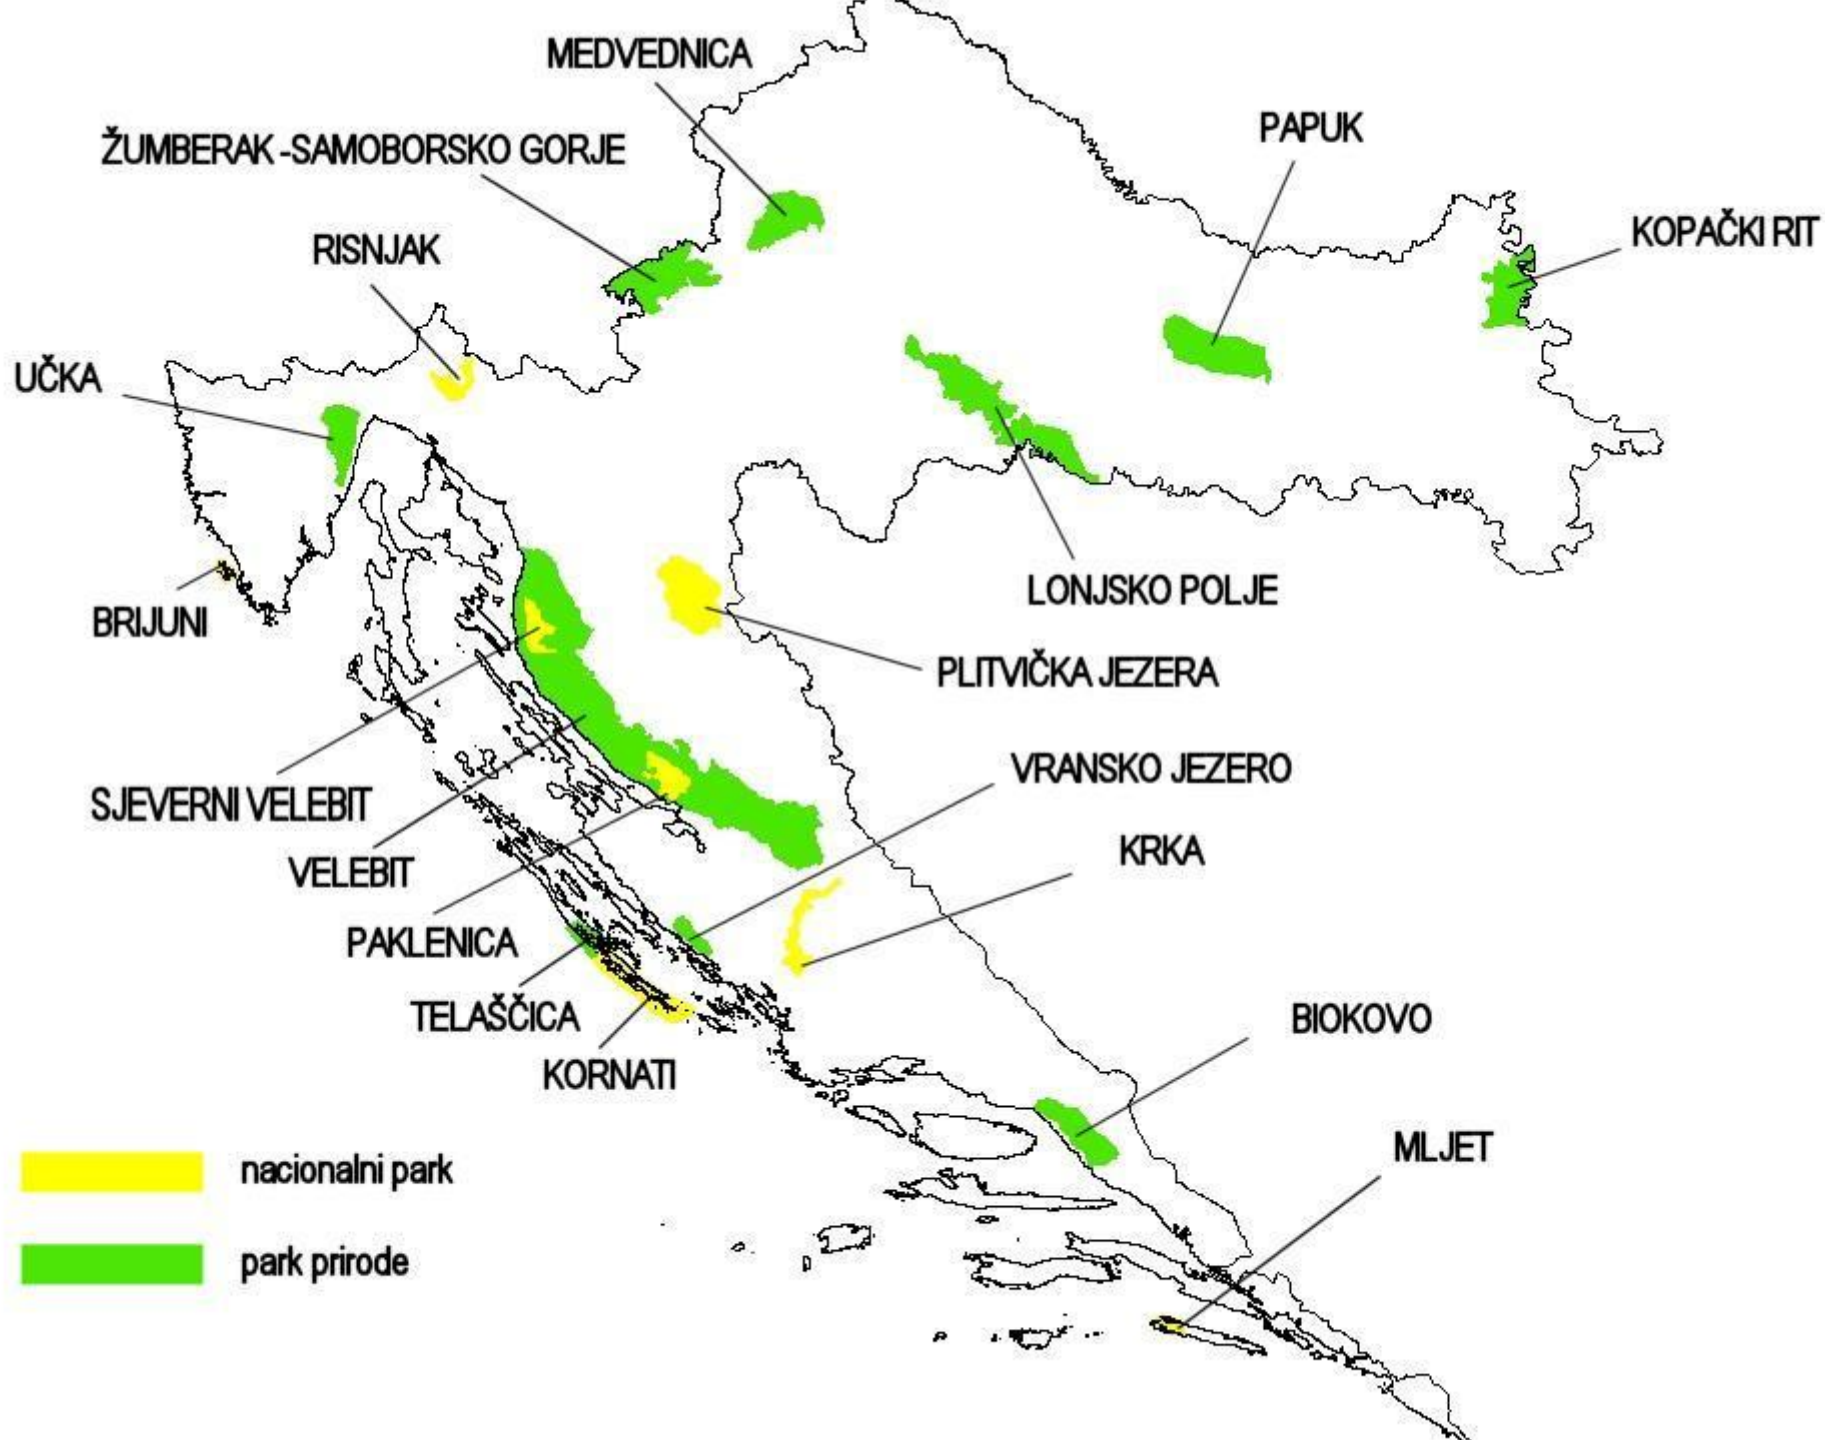 MEDVEDNICA
PAPUK
ŽUMBERAK -SAMOBORSKO GORJE
KOPAČKI RIT
RISNJAK
UČKA
LONJSKO POLJE
BRIJUNI
PLITVIČKA JEZERA
VRANSKO JEZERO
SJEVERNI VELEBIT
KRKA
VELEBIT
PAKLENICA
TELAŠČICA
BIOKOVO
KORNATI
MLJET
nacionalni park
park prirode